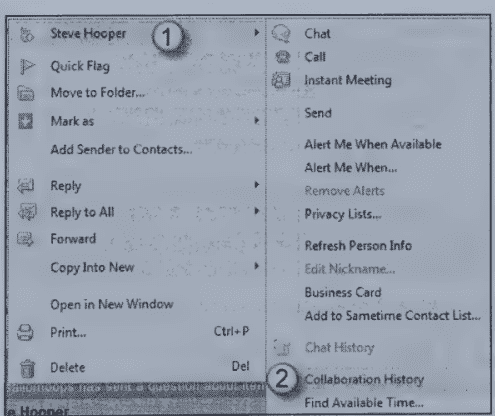 Steve Hooper
1
Quick Flag
Move to Folder...
Mark as
Add Sender to Contacts...
Reply
Reply to All
Forward
Copy Into New
Open in New Window
Print... Ctrl+P
Delete Del
e Hooper
Chat
Call
Instant Meeting
Send
Alert Me When Available
Alert Me When...
Remove Alerts
Privacy Lists...
Refresh Person Info
Edit Nickname...
Business Card
Add to Sametime Contact List...
Chat History
2 Collaboration History
Find Available Time...